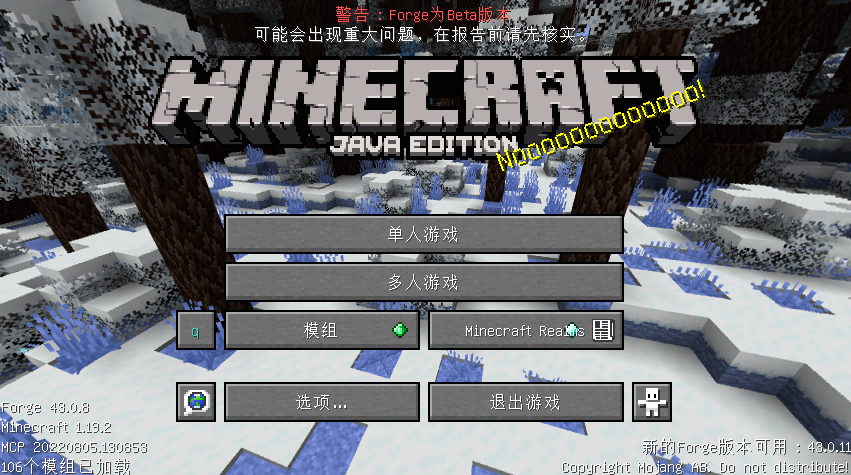 警告：Forge为Beta版本
可能会出现重大问题，在报告前请先核实。
MINECRAFT
JAVA EDITION
Nooooooooooooo!
单人游戏
多人游戏
q
模组
Minecraft Realms
选项...
退出游戏
Forge 43.0.8
Minecraft 1.19.2
MCP 20220805.130853
106个模组已加载
新的Forge版本可用：43.0.11
Copyright Mojang AB. Do not distribute!